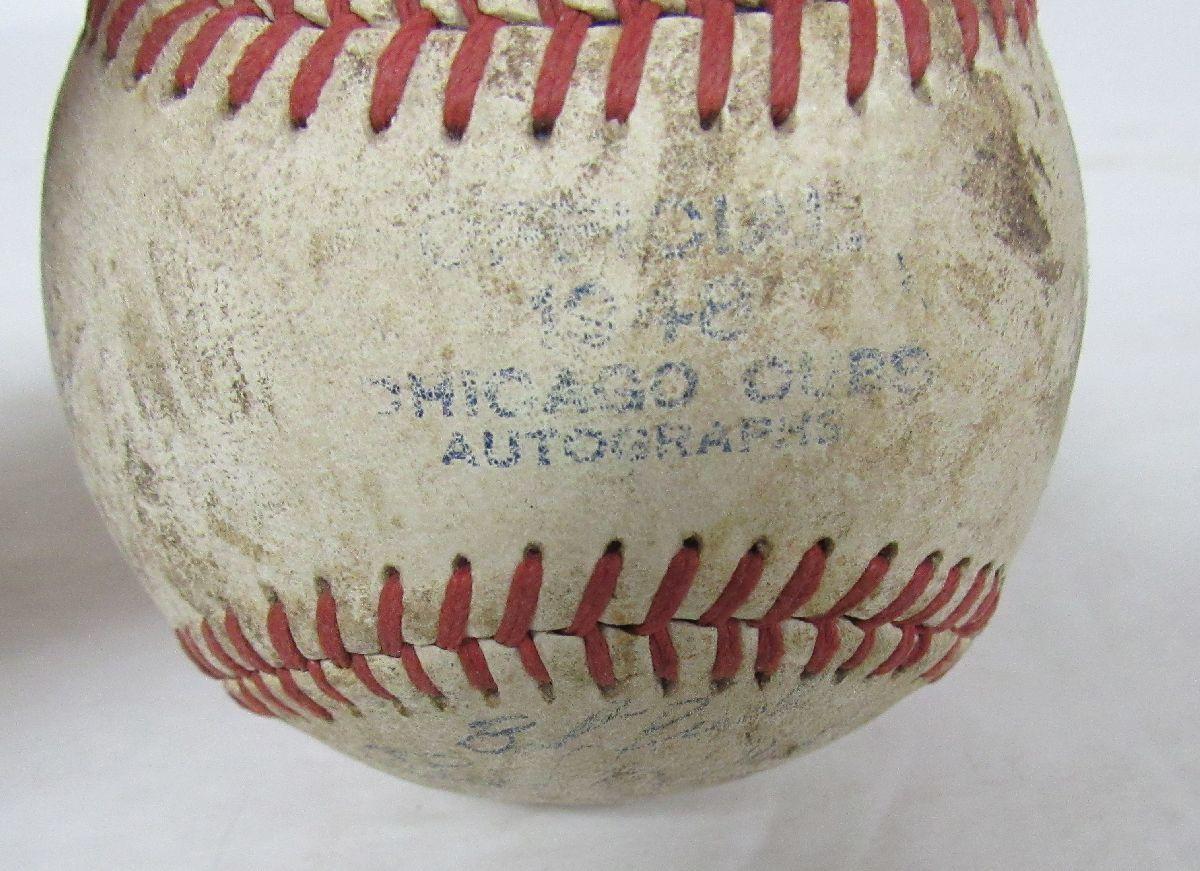 OFFICIAL
1948
CHICAGO CUBS
AUTOGRAPHS